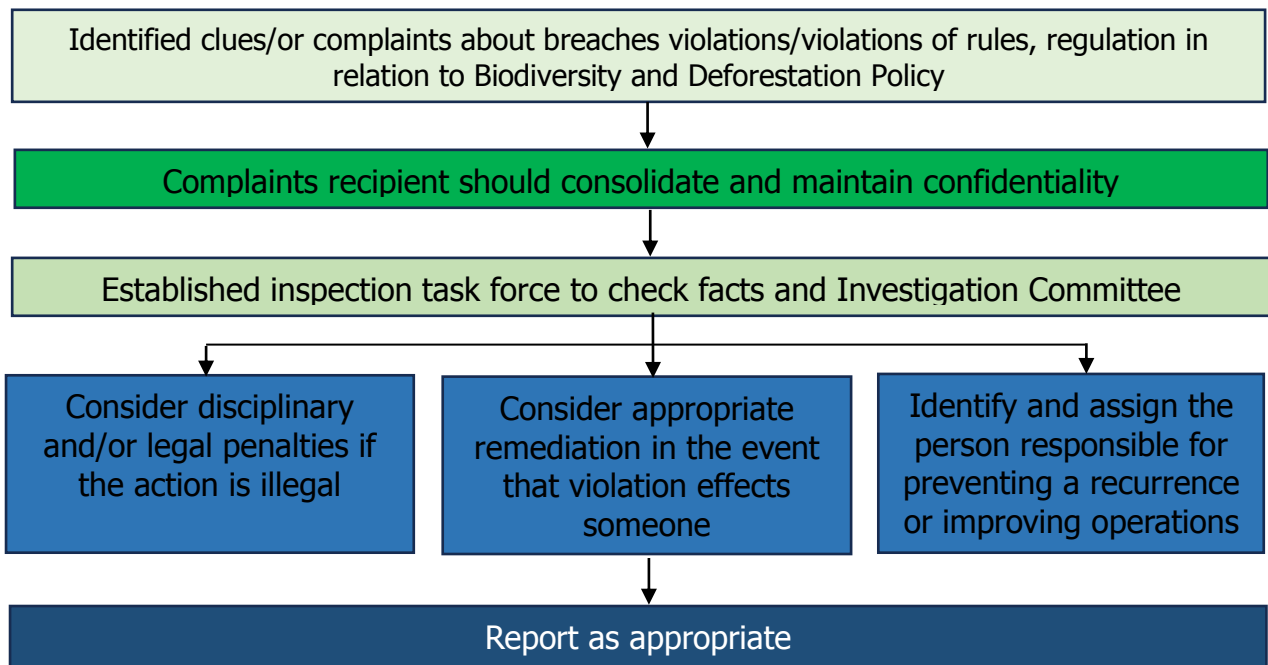 Identified clues/or complaints about breaches violations/violations of rules, regulation in
relation to Biodiversity and Deforestation Policy
Complaints recipient should consolidate and maintain confidentiality
Established inspection task force to check facts and Investigation Committee
Consider disciplinary
and/or legal penalties if
the action is illegal
Consider appropriate
remediation in the event
that violation effects
someone
Identify and assign the
person responsible for
preventing a recurrence
or improving operations
Report as appropriate